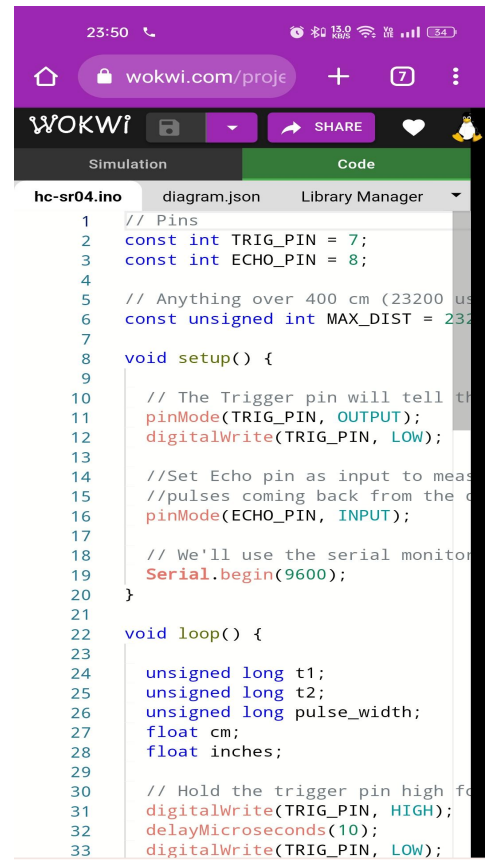 23:50
13.0 KB/S
34
wokwi.com/proje
7
WOKWi
SHARE
Simulation
Code
hc-sr04.ino
diagram.json
Library Manager
1 // Pins
2 const int TRIG_PIN = 7;
3 const int ECHO_PIN = 8;
4
5 // Anything over 400 cm (23200 us
6 const unsigned int MAX_DIST = 232
7
8 void setup() {
9
10 // The Trigger pin will tell th
11 pinMode(TRIG_PIN, OUTPUT);
12 digitalWrite(TRIG_PIN, LOW);
13
14 //Set Echo pin as input to meas
15 //pulses coming back from the
16 pinMode(ECHO_PIN, INPUT);
17
18 // We'll use the serial monitor
19 Serial.begin(9600);
20 }
21
22 void loop() {
23
24 unsigned long t1;
25 unsigned long t2;
26 unsigned long pulse_width;
27 float cm;
28 float inches;
29
30 // Hold the trigger pin high fo
31 digitalWrite(TRIG_PIN, HIGH);
32 delayMicroseconds(10);
33 digitalWrite(TRIG_PIN, LOW);